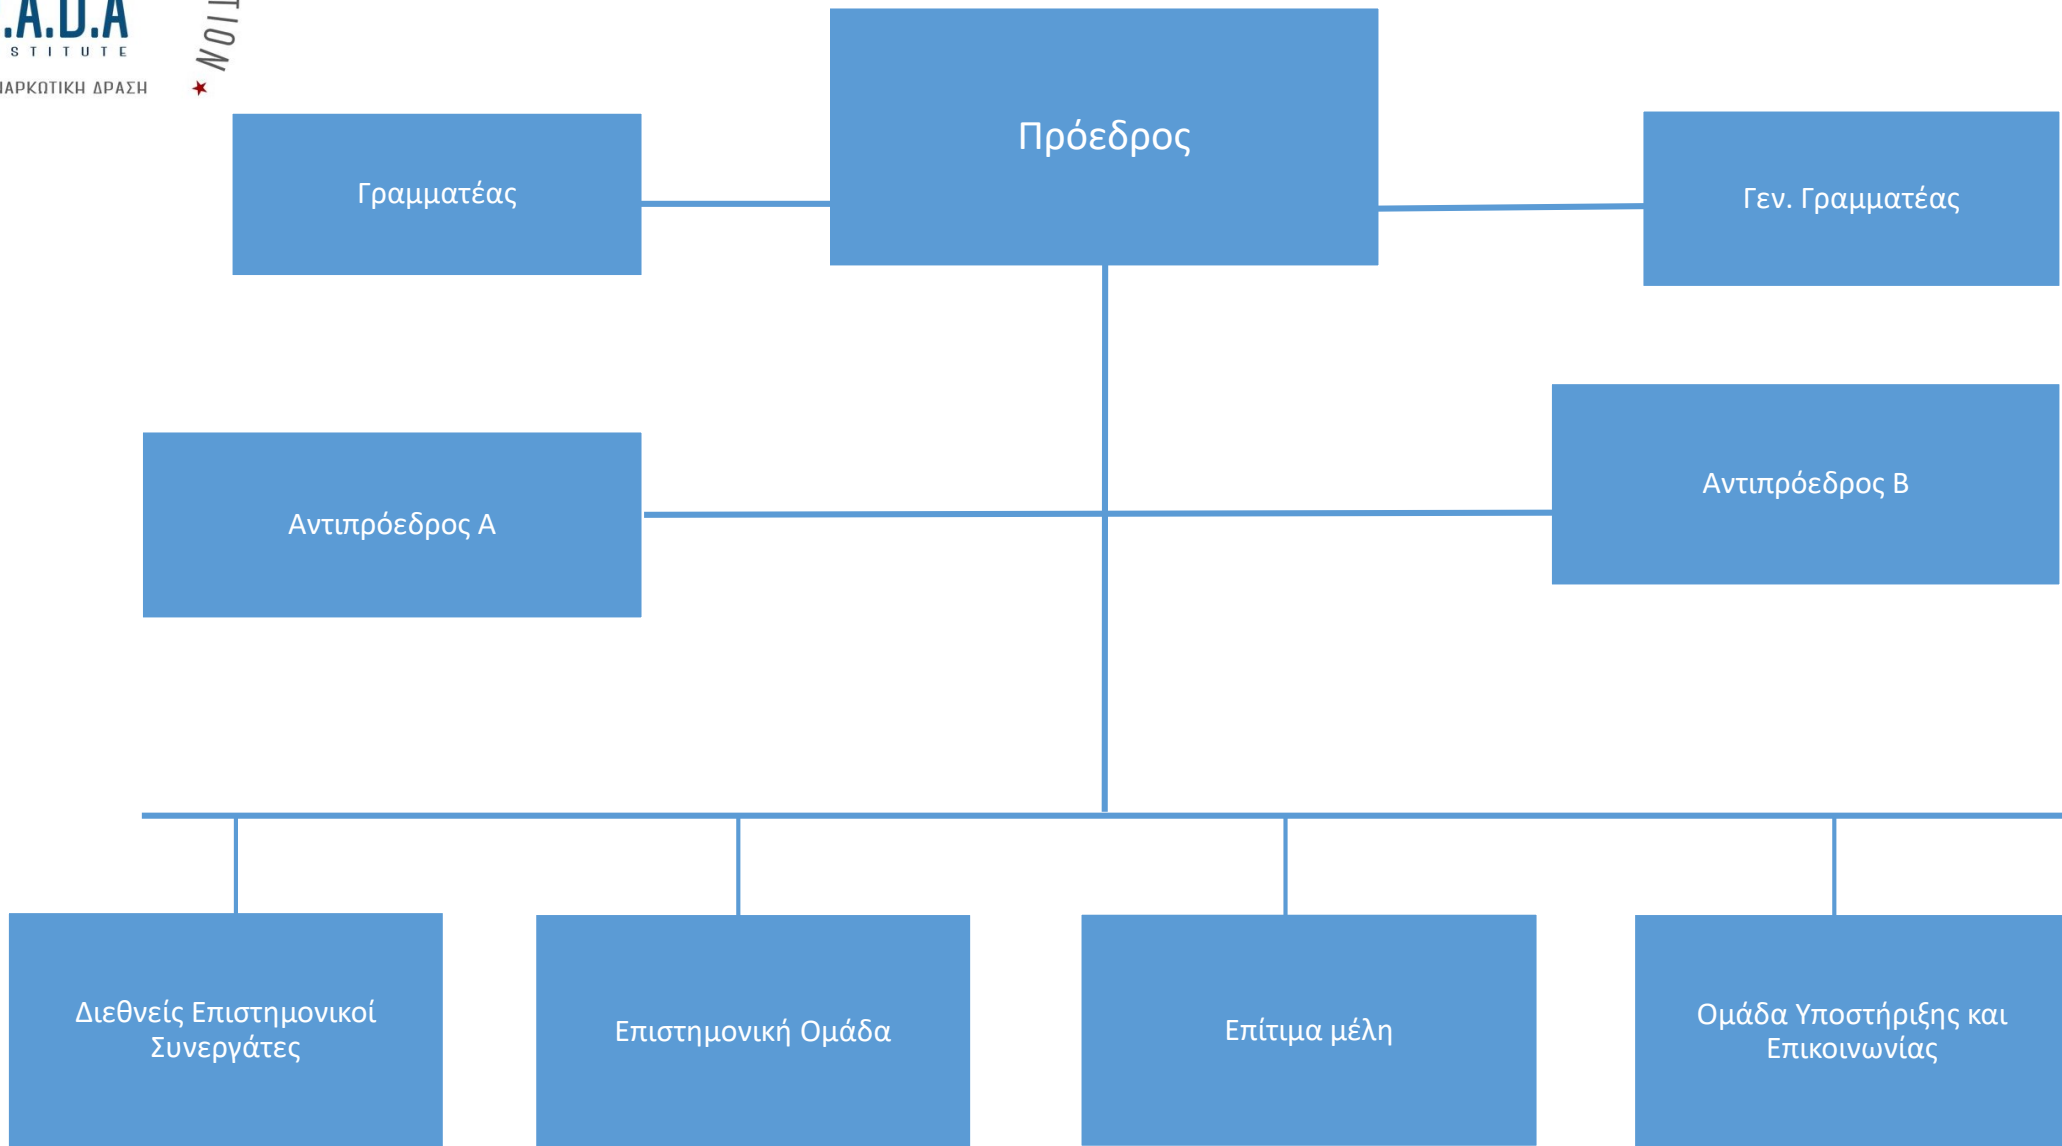 .A.D.A
STITUTE
ΝΑΡΚΩΤΙΚΗ ΔΡΑΣΗ
Πρόεδρος
Γραμματέας
Γεν. Γραμματέας
Αντιπρόεδρος Β
Αντιπρόεδρος Α
Διεθνείς Επιστημονικοί
Συνεργάτες
Επιστημονική Ομάδα
Επίτιμα μέλη
Ομάδα Υποστήριξης και
Επικοινωνίας